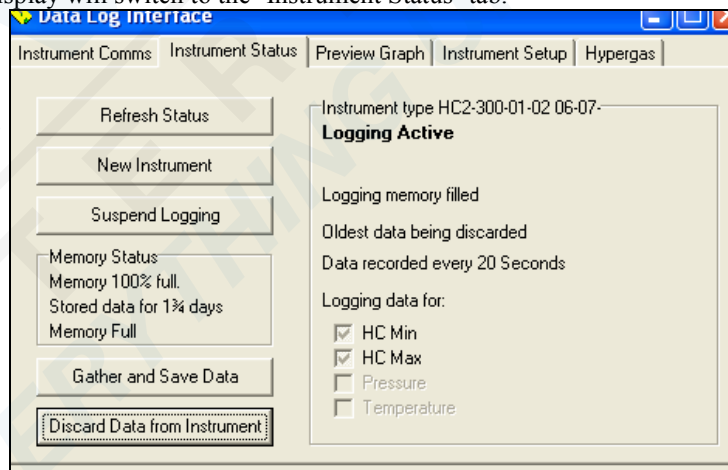 display will switch to the "Instrument Status" tab.
Data Log Interface
Instrument Comms Instrument Status Preview Graph Instrument Setup Hypergas
Refresh Status
New Instrument
Suspend Logging
Memory Status
Memory 100% full.
Stored data for 1¾ days
Memory Full
Gather and Save Data
Discard Data from Instrument
Instrument type HC2-300-01-02 06-07-
Logging Active
Logging memory filled
Oldest data being discarded
Data recorded every 20 Seconds
Logging data for:
HC Min
HC Max
Pressure
Temperature